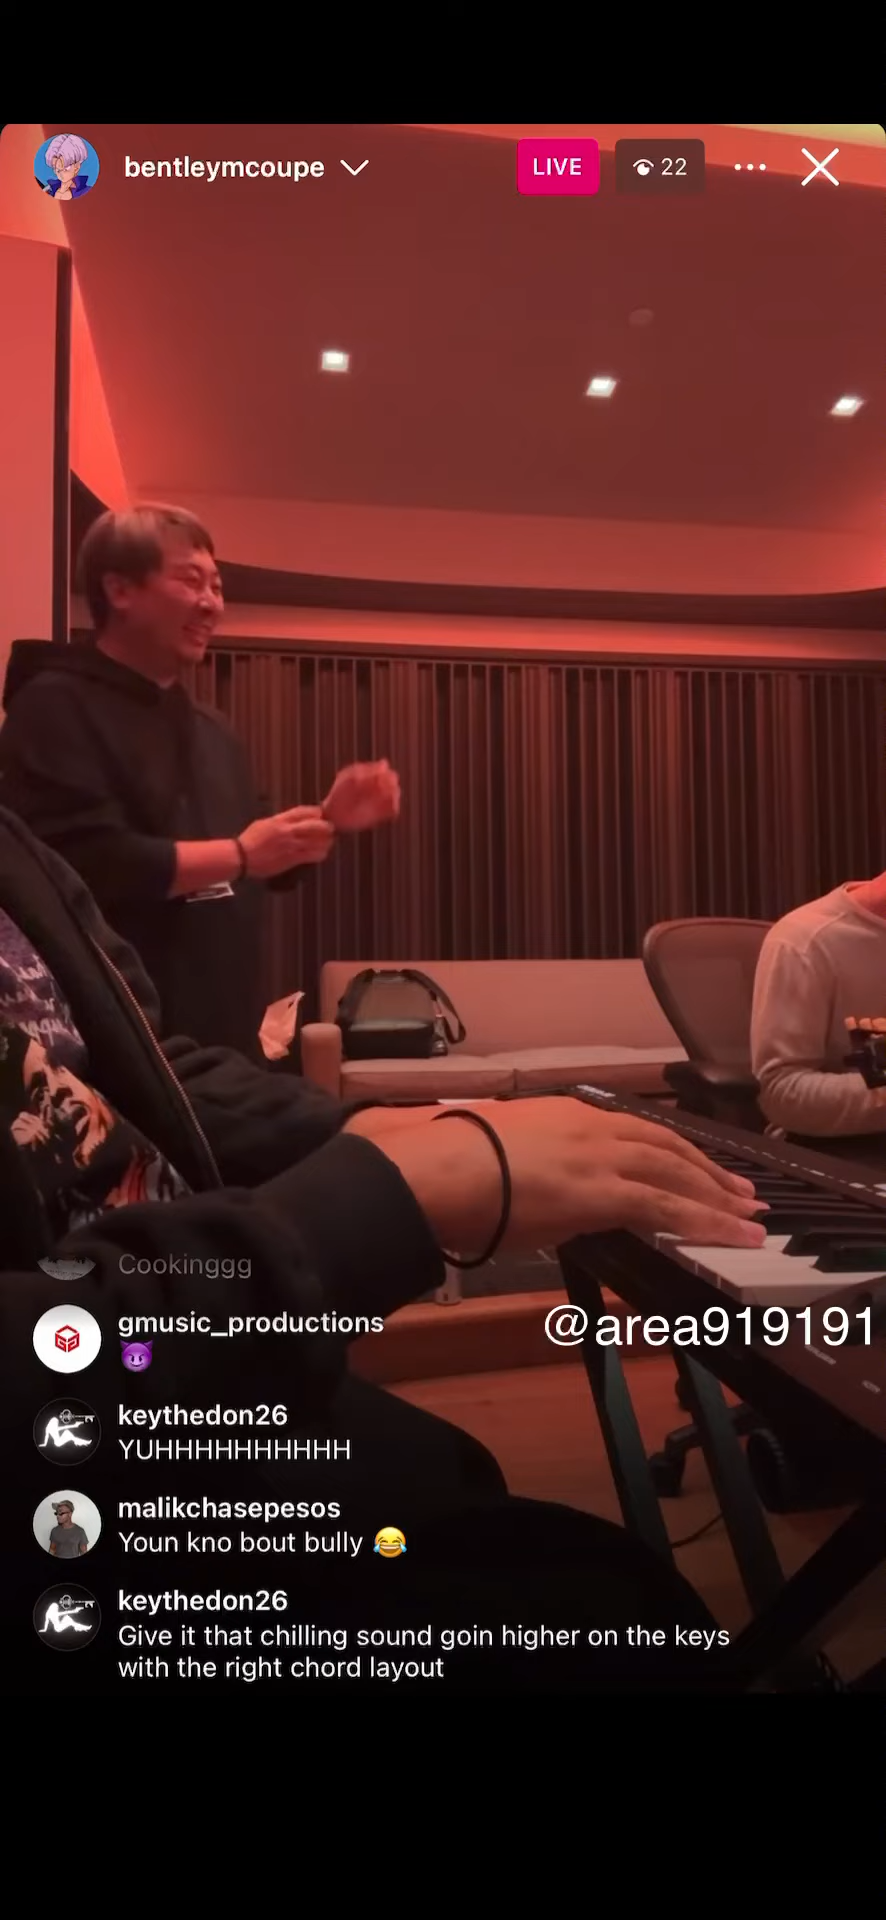 bentleymcoupe
LIVE
22
Cookinggg
gmusic_productions
😈
@area919191
keythedon26
YUHHHHHHHHHH
malikchasepesos
Youn kno bout bully 😂
keythedon26
Give it that chilling sound goin higher on the keys
with the right chord layout